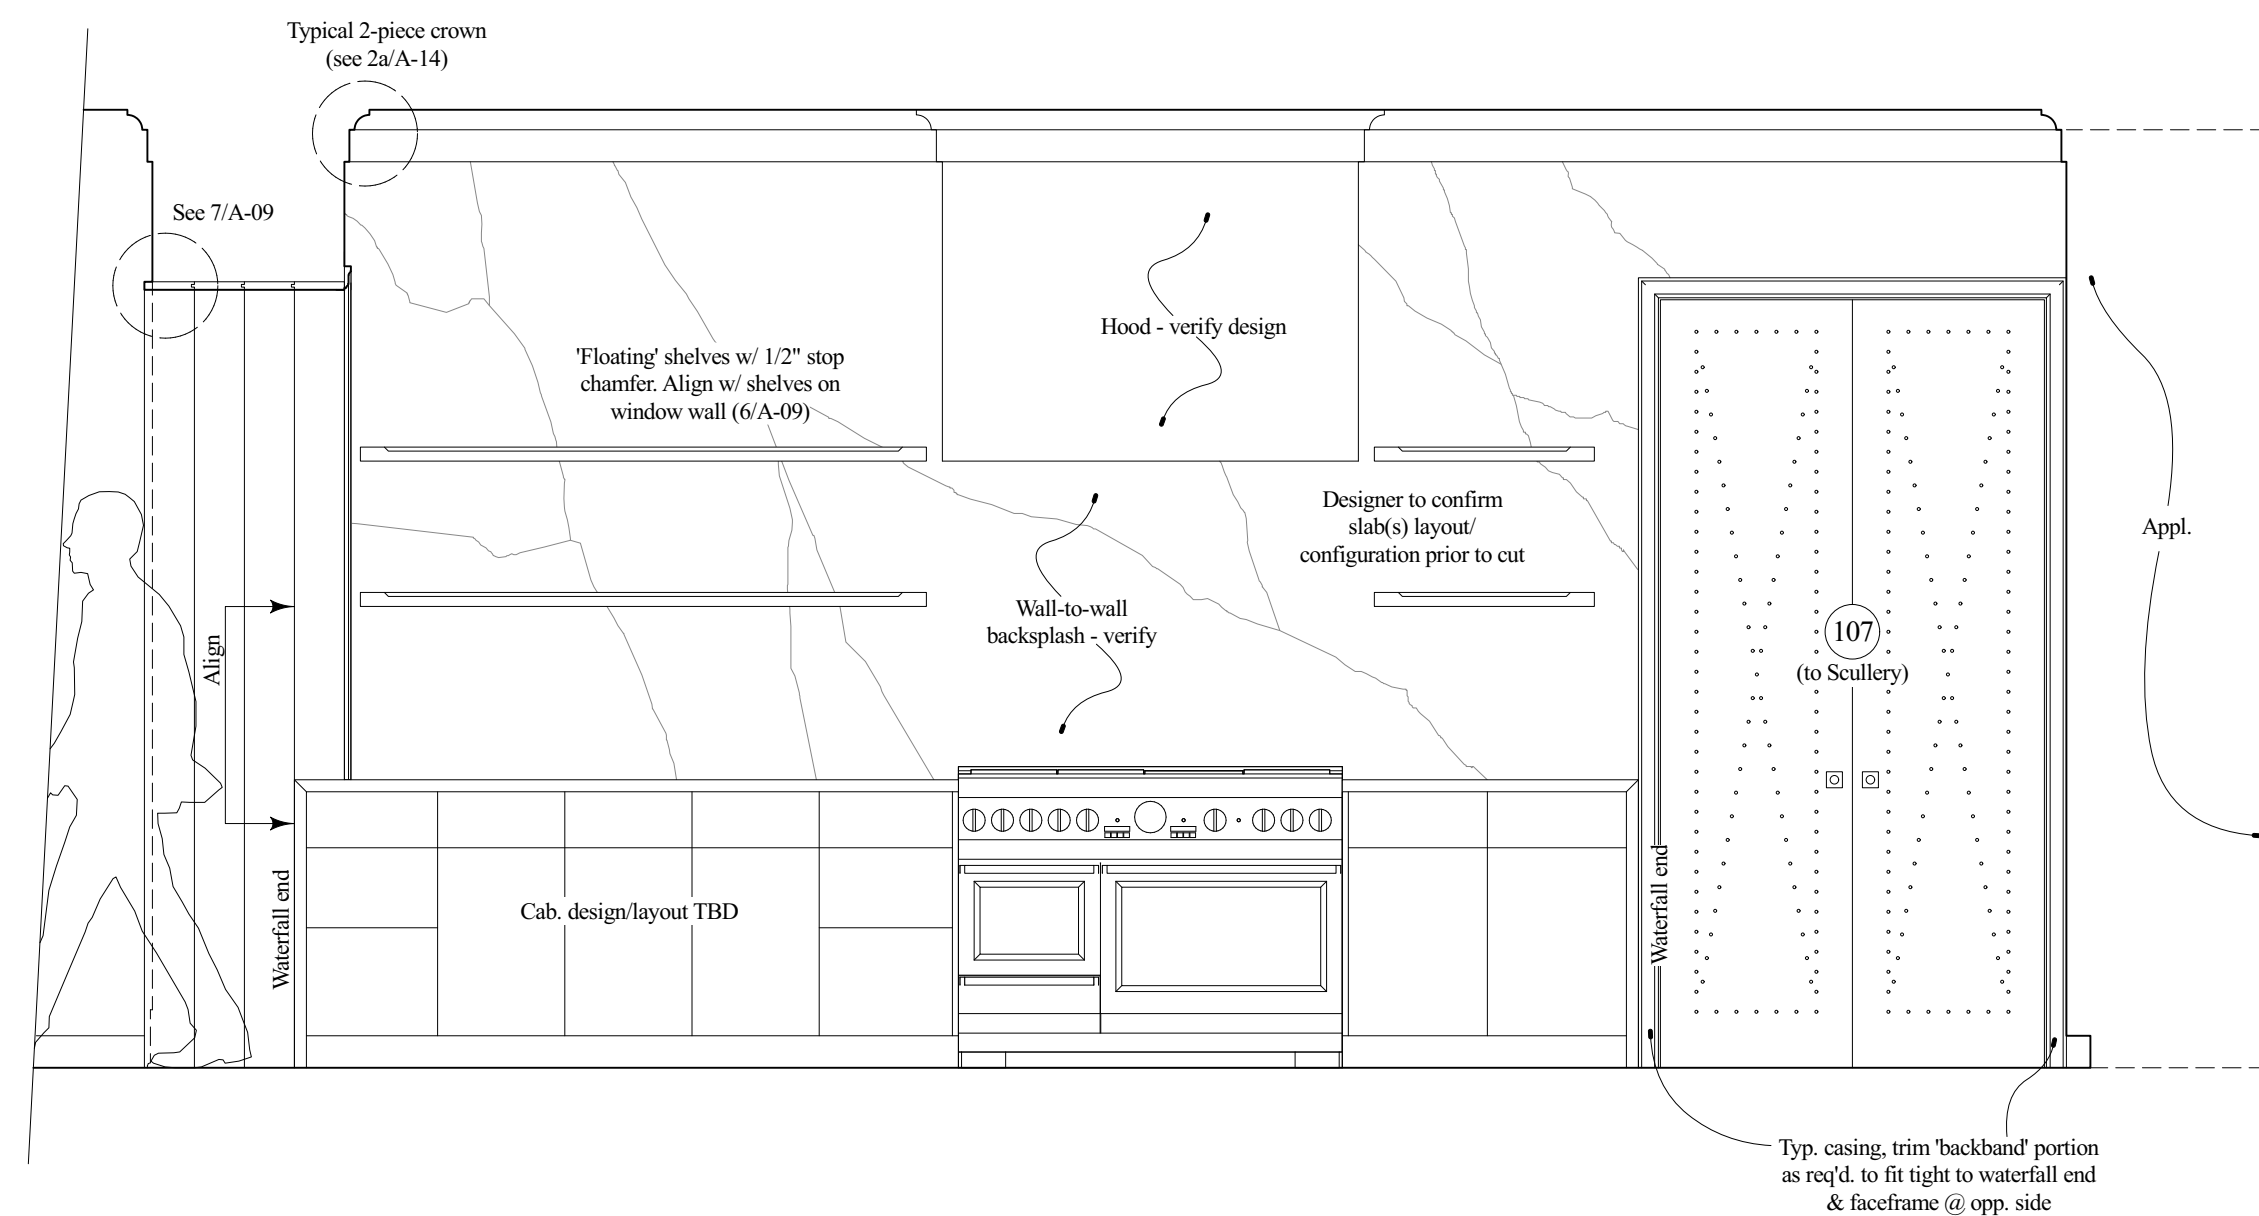 Typical 2-piece crown
(see 2a/A-14)
See 7/A-09
'Floating' shelves w/ 1/2" stop
chamfer. Align w/ shelves on
window wall (6/A-09)
Hood - verify design
Designer to confirm
slab(s) layout/
configuration prior to cut
Appl.
Wall-to-wall
backsplash - verify
107
(to Scullery)
Align
Waterfall end
Cab. design/layout TBD
Waterfall end
Typ. casing, trim 'backband' portion
as req'd. to fit tight to waterfall end
& faceframe @ opp. side